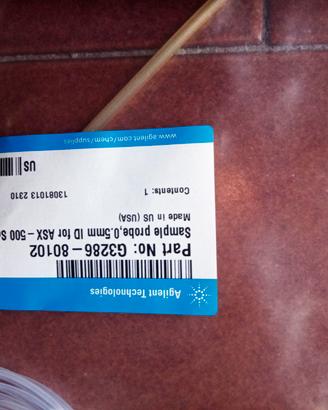 Agilent Technologies
Part No: G3286-80102
Sample probe,0.5mm ID for ASX-500
Made in US (USA)
Contents: 1
13081013 2310
US
www.agilent.com/chem/supplies